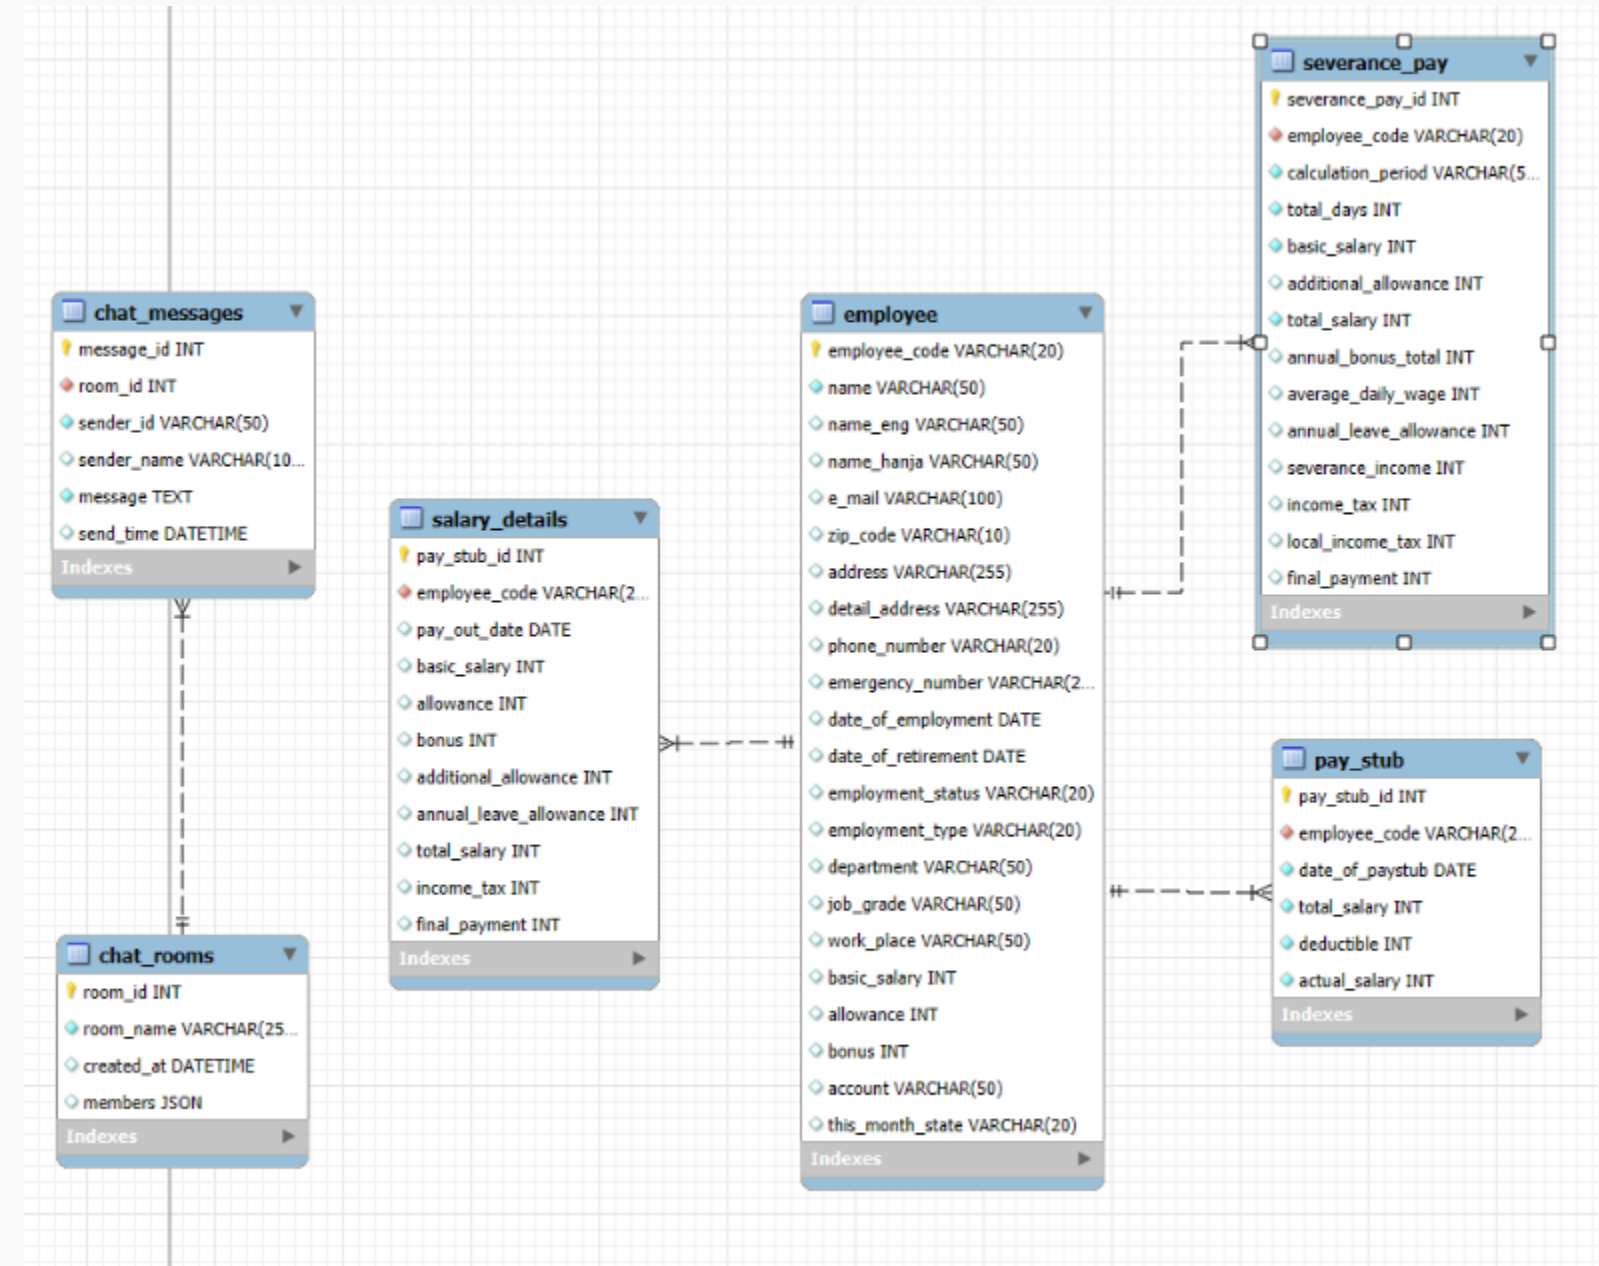 chat_messages
message_id INT
room_id INT
sender_id VARCHAR(50)
sender_name VARCHAR(10...
message TEXT
send_time DATETIME
Indexes
chat_rooms
room_id INT
room_name VARCHAR(25...
created_at DATETIME
members JSON
Indexes
salary_details
pay_stub_id INT
employee_code VARCHAR(2...
pay_out_date DATE
basic_salary INT
allowance INT
bonus INT
additional_allowance INT
annual_leave_allowance INT
total_salary INT
income_tax INT
final_payment INT
Indexes
employee
employee_code VARCHAR(20)
name VARCHAR(50)
name_eng VARCHAR(50)
name_hanja VARCHAR(50)
e_mail VARCHAR(100)
zip_code VARCHAR(10)
address VARCHAR(255)
detail_address VARCHAR(255)
phone_number VARCHAR(20)
emergency_number VARCHAR(2...
date_of_employment DATE
date_of_retirement DATE
employment_status VARCHAR(20)
employment_type VARCHAR(20)
department VARCHAR(50)
job_grade VARCHAR(50)
work_place VARCHAR(50)
basic_salary INT
allowance INT
bonus INT
account VARCHAR(50)
this_month_state VARCHAR(20)
Indexes
severance_pay
severance_pay_id INT
employee_code VARCHAR(20)
calculation_period VARCHAR(5...
total_days INT
basic_salary INT
additional_allowance INT
total_salary INT
annual_bonus_total INT
average_daily_wage INT
annual_leave_allowance INT
severance_income INT
income_tax INT
local_income_tax INT
final_payment INT
Indexes
pay_stub
pay_stub_id INT
employee_code VARCHAR(2...
date_of_paystub DATE
total_salary INT
deductible INT
actual_salary INT
Indexes